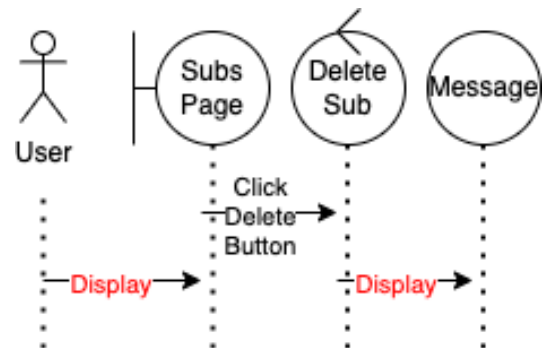 Subs
Page
Delete
Sub
Message
User
Click
Delete
Button
Display
Display